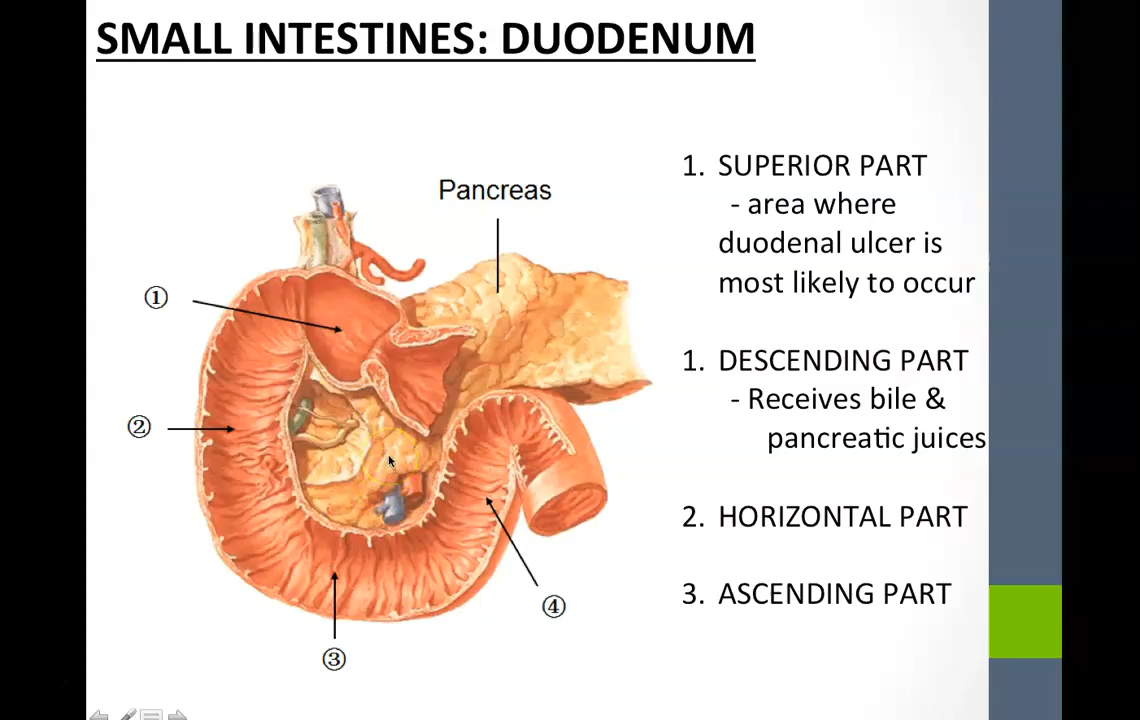 SMALL INTESTINES: DUODENUM
Pancreas
①
②
③
④
1. SUPERIOR PART
- area where
duodenal ulcer is
most likely to occur
1. DESCENDING PART
- Receives bile &
pancreatic juices
2. HORIZONTAL PART
3. ASCENDING PART